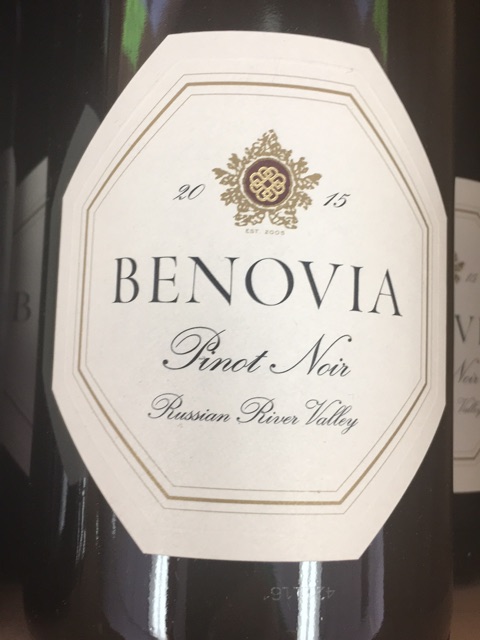 20 15
EST. 2005
BENOVIA
Pinot Noir
Russian River Valley